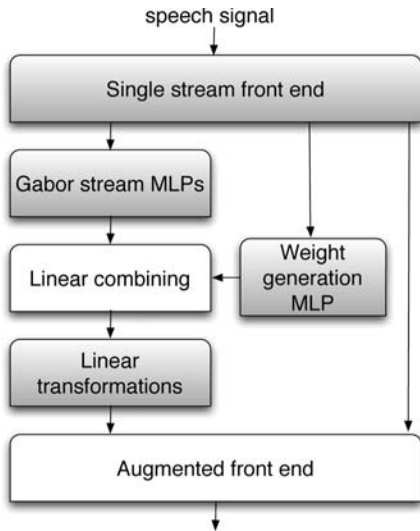 speech signal
Single stream front end
Gabor stream MLPs
Linear combining
Weight
generation
MLP
Linear
transformations
Augmented front end